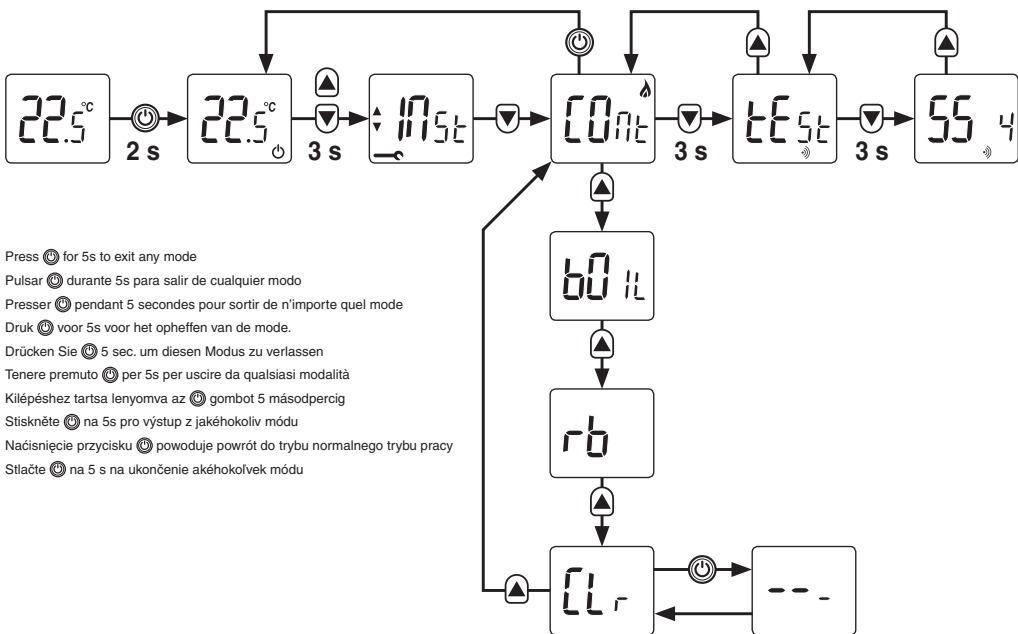 22.5°C
2 s
22.5°C
3 s
INSt
CONt
3 s
tESt
3 s
55 4
Press for 5s to exit any mode
Pulsar durante 5s para salir de cualquier modo
Presser pendant 5 secondes pour sortir de n'importe quel mode
Druk voor 5s voor het opheffen van de mode.
Drücken Sie 5 sec. um diesen Modus zu verlassen
Tenere premuto per 5s per uscire da qualsiasi modalità
Kilépéshez tartsa lenyomva az gombot 5 másodpercig
Stiskněte na 5s pro výstup z jakéhokoliv módu
Naćisnięcie przycisku powoduje powrót do trybu normalnego trybu pracy
Stlačte na 5 s na ukončenie akéhokoľvek módu
bOIL
rb
CLr
--_